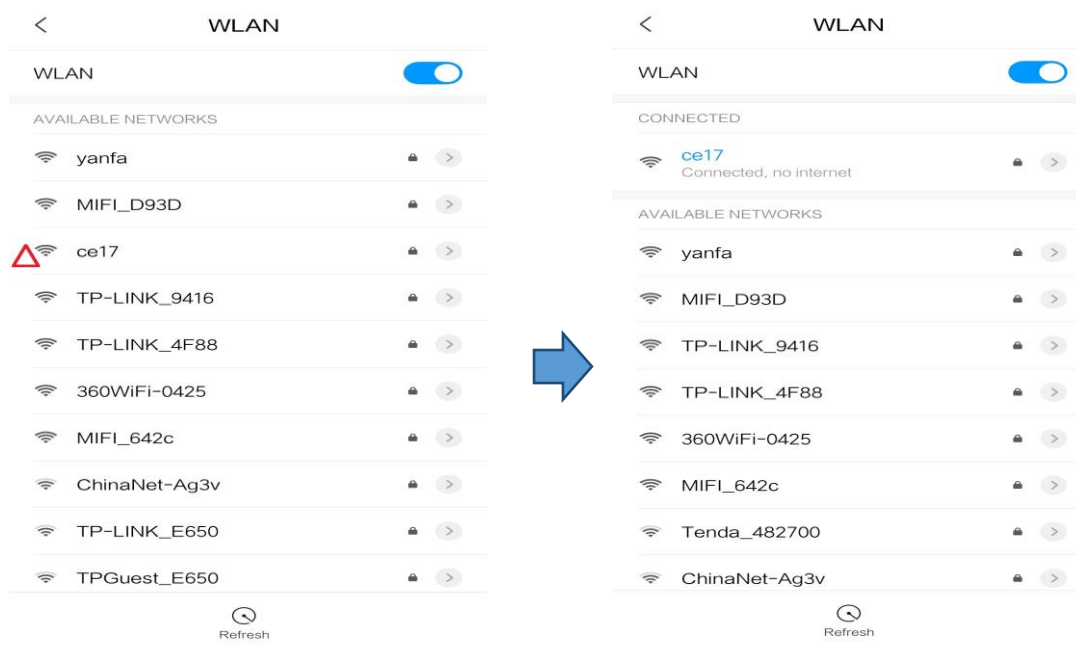 WLAN
WLAN
AVAILABLE NETWORKS
yanfa
MIFI_D93D
ce17
TP-LINK_9416
TP-LINK_4F88
360WiFi-0425
MIFI_642c
ChinaNet-Ag3v
TP-LINK_E650
TPGuest_E650
Refresh
WLAN
WLAN
CONNECTED
ce17
Connected, no internet
AVAILABLE NETWORKS
yanfa
MIFI_D93D
TP-LINK_9416
TP-LINK_4F88
360WiFi-0425
MIFI_642c
Tenda_482700
ChinaNet-Ag3v
Refresh